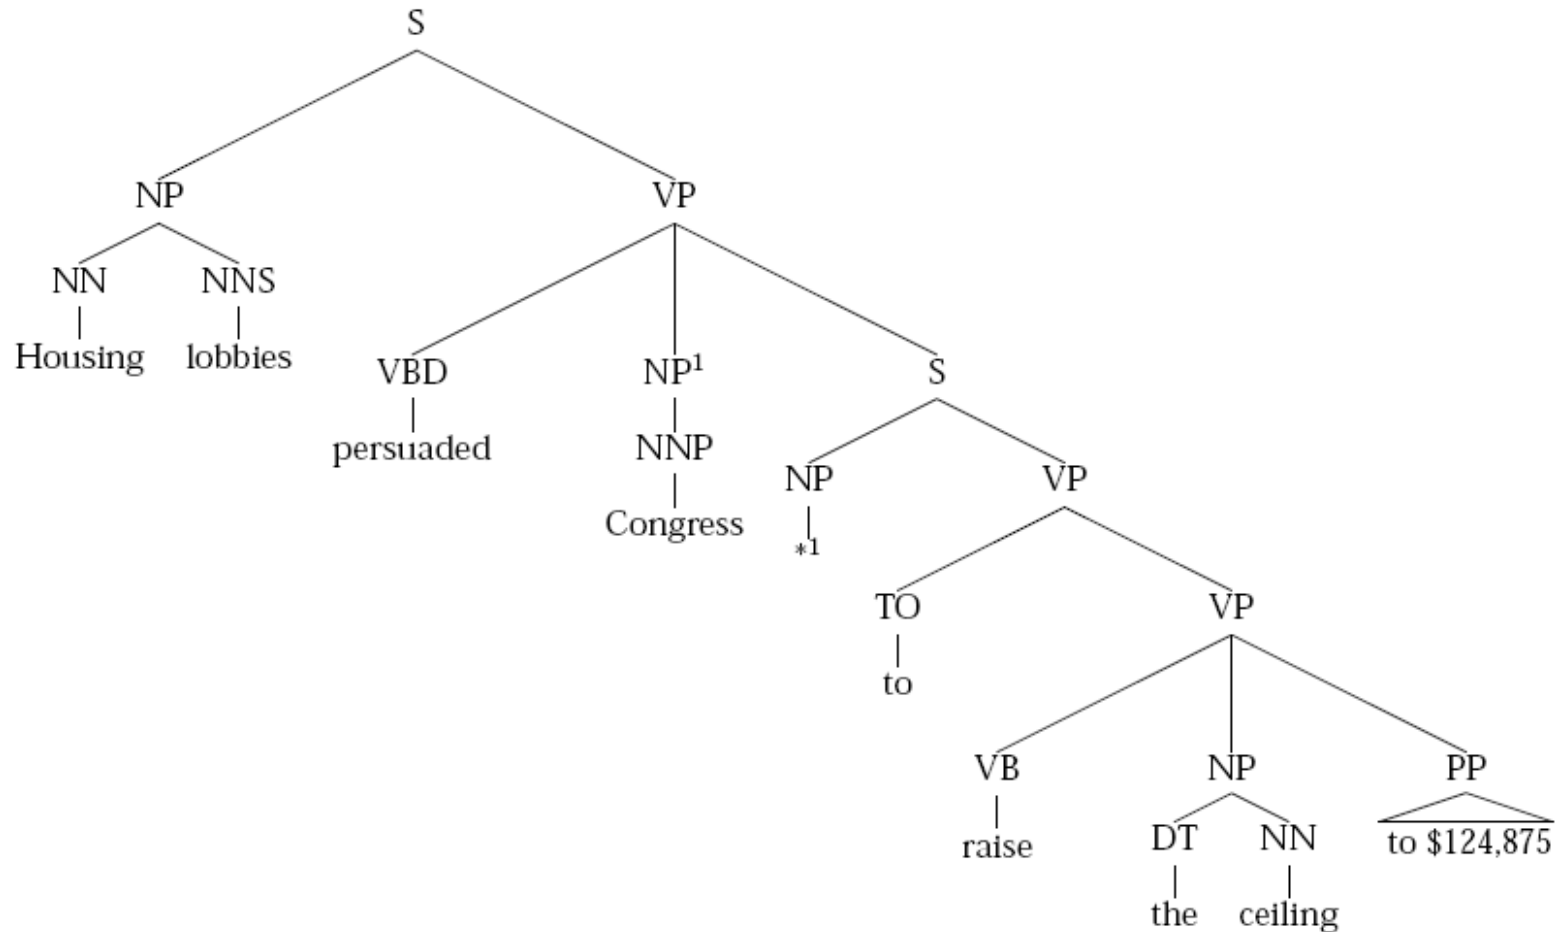 S
NP VP
NN NNS
Housing lobbies
VBD NP¹ S
persuaded NNP
NP VP
Congress
*¹
TO VP
to
VB NP PP
raise DT NN to $124,875
the ceiling